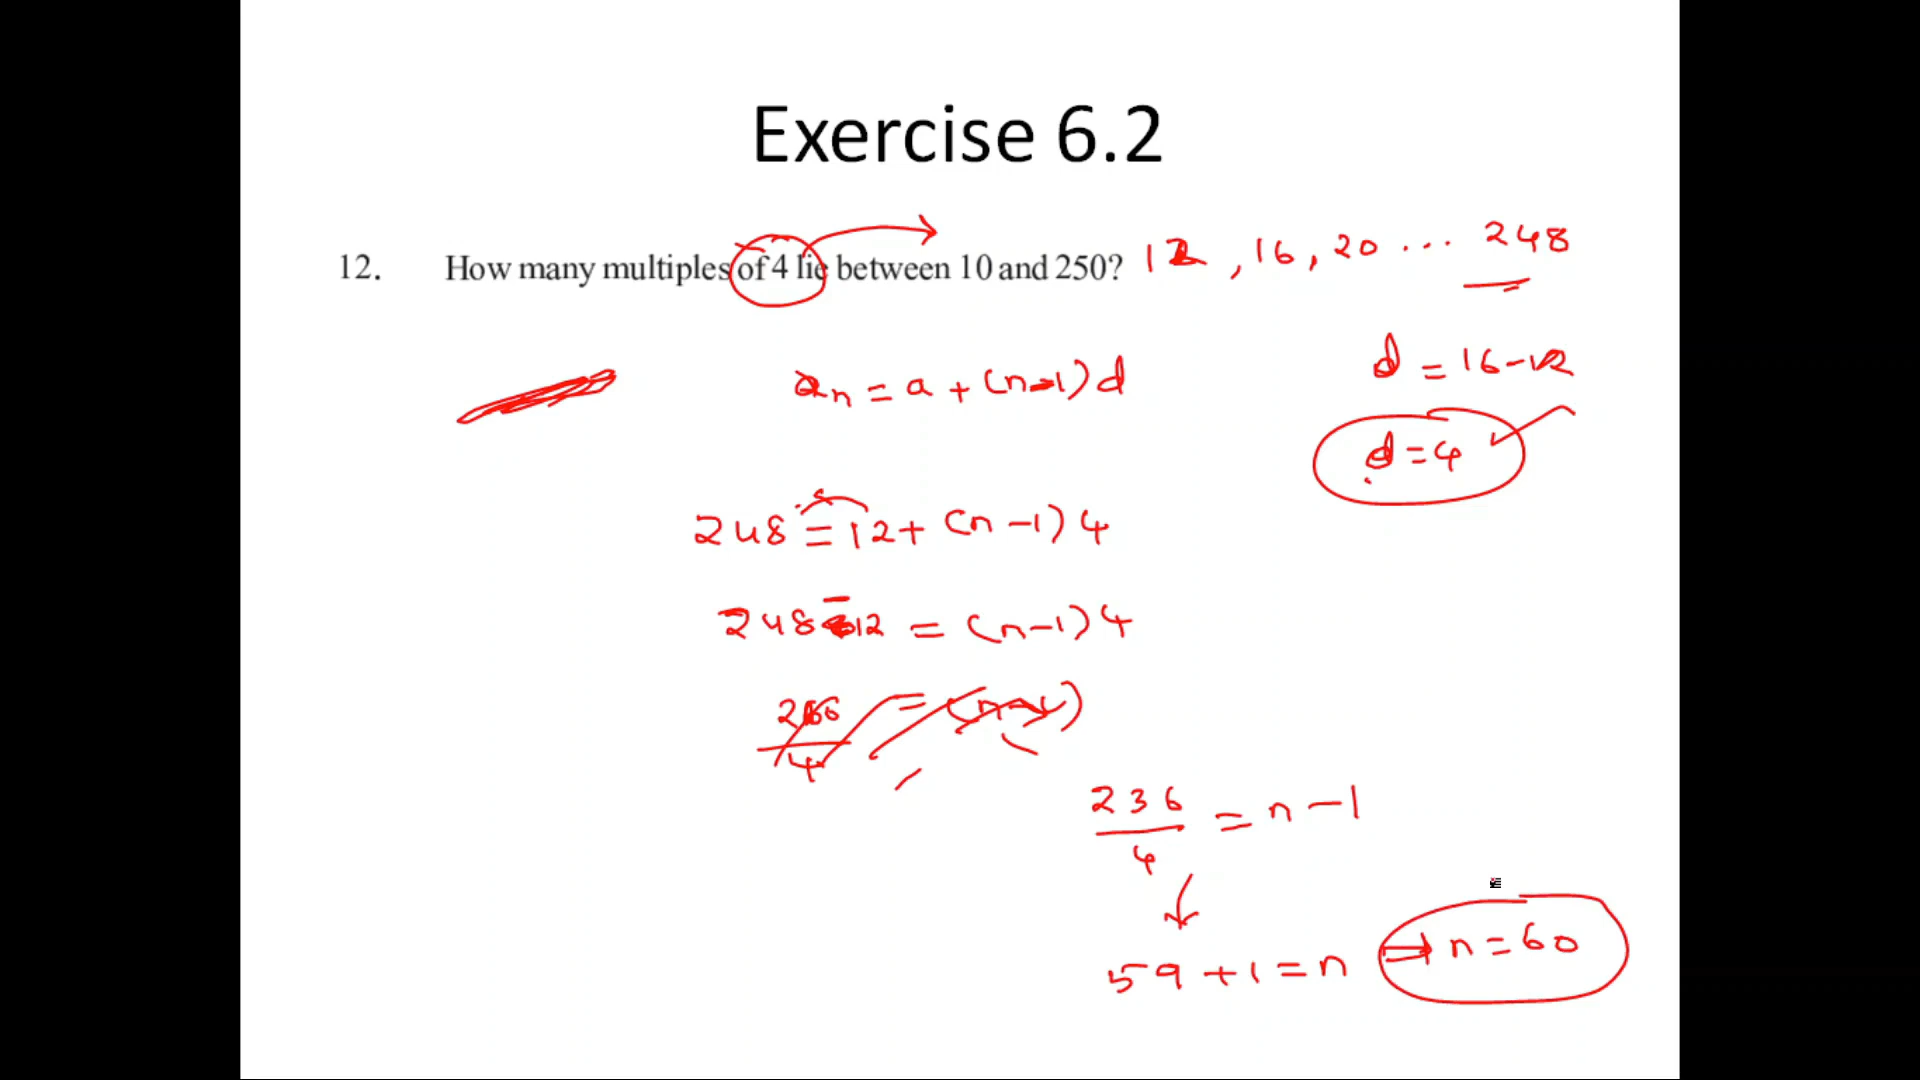 Exercise 6.2
12. How many multiples of 4 lie between 10 and 250? 12, 16, 20 ... 248
d = 16-12
an = a + (n-1)d
d = 4
248 = 12 + (n-1)4
248 - 12 = (n-1)4
236/4 = n-1
59 + 1 = n ⇒ n = 60